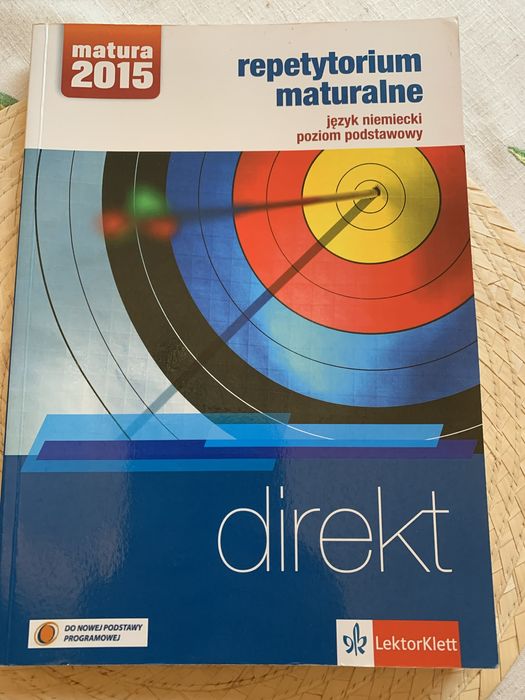 matura
2015
repetytorium
maturalne
język niemiecki
poziom podstawowy
direkt
DO NOWEJ PODSTAWY
PROGRAMOWEJ
LektorKlett